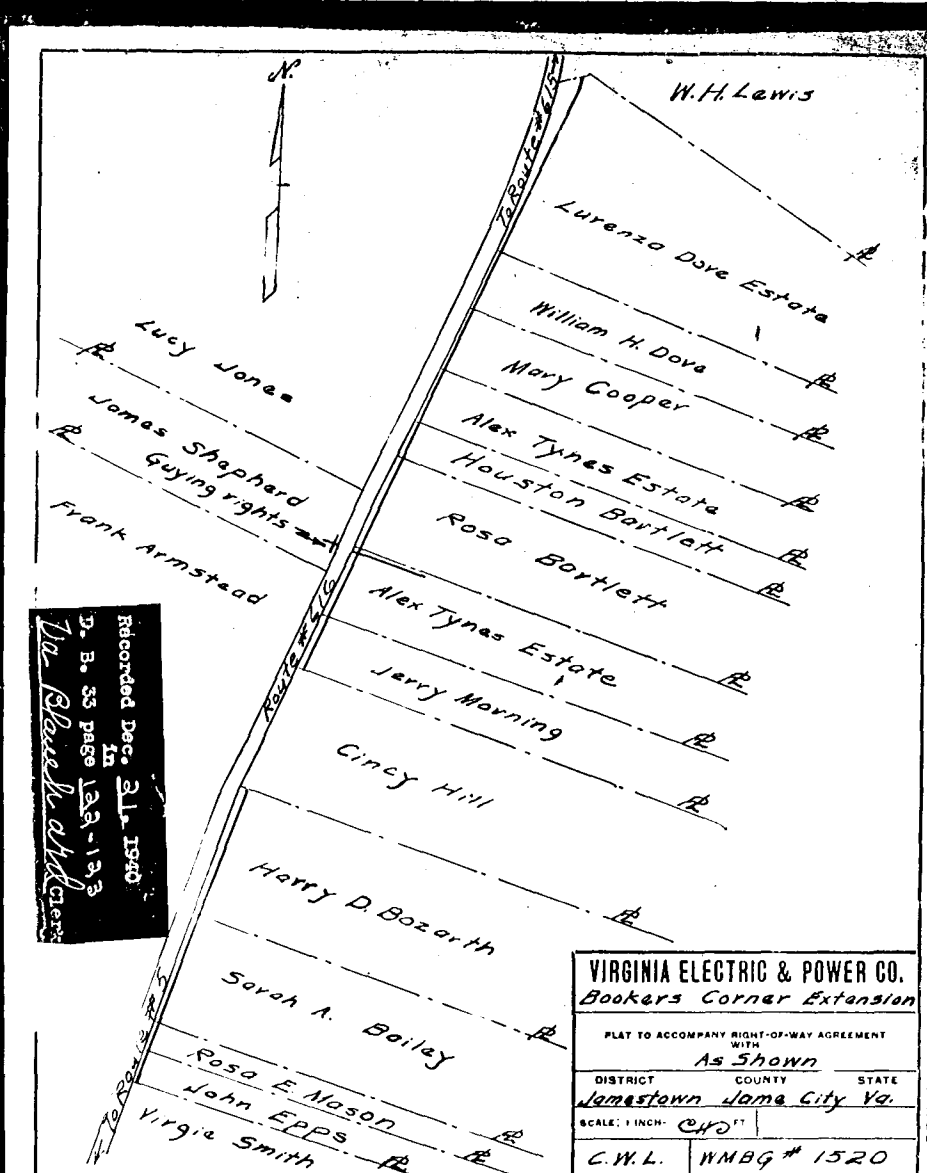 N.
W. H. Lewis
To Route # 615
Lurenza Dove Estate
William H. Dove
Mary Cooper
Alex Tynes Estate
Houston Bartlett
Rosa Bartlett
Lucy Jones
James Shepherd
Guying rights
Frank Armstead
Route # 616
Alex Tynes Estate
Jerry Morning
Cincy Hill
Harry D. Bozarth
Sarah A. Bailey
Rosa E. Mason
John Epps
Virgie Smith
To Route # 5
Recorded Dec. 21, 1940
In
D. B. 33 page 122-123
Va Blanchard Clerk
VIRGINIA ELECTRIC & POWER CO.
Bookers Corner Extension
PLAT TO ACCOMPANY RIGHT-OF-WAY AGREEMENT
WITH
As Shown
DISTRICT COUNTY STATE
Jamestown Jame City Va.
SCALE: 1 INCH- FT
C.W.L. WMBG # 1520